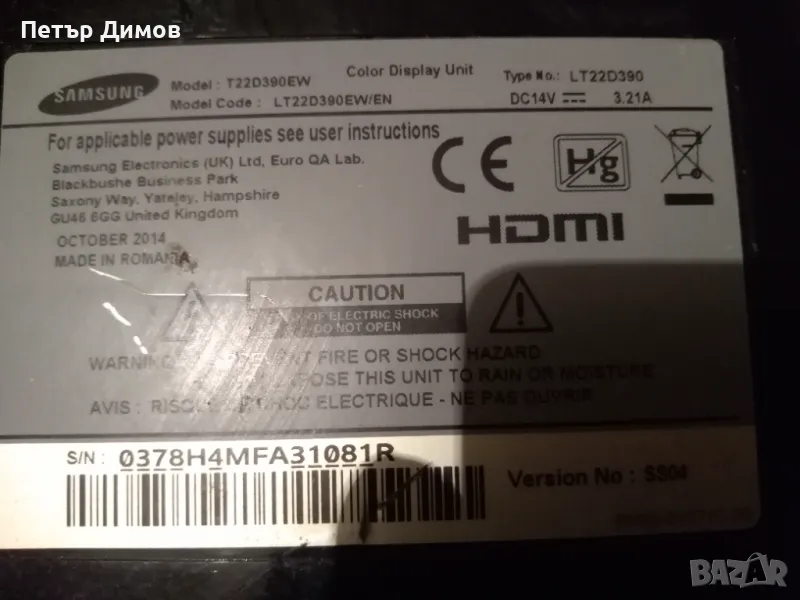 Петър Димов
SAMSUNG
Model : T22D390EW
Color Display Unit
Type No.: LT22D390
Model Code : LT22D390EW/EN
DC14V 3.21A
For applicable power supplies see user instructions
Samsung Electronics (UK) Ltd, Euro QA Lab.
Blackbushe Business Park
Saxony Way, Yateley, Hampshire
GU46 6GG United Kingdom
OCTOBER 2014
MADE IN ROMANIA
CE
Hg
HDMI
CAUTION
OF ELECTRIC SHOCK
DO NOT OPEN
FIRE OR SHOCK HAZARD
THIS UNIT TO RAIN OR MOISTURE
AVIS : ELECTRIQUE - NE PAS OUVRIR
S/N : 0378H4MFA31081R
Version No : SS04
BAZAR